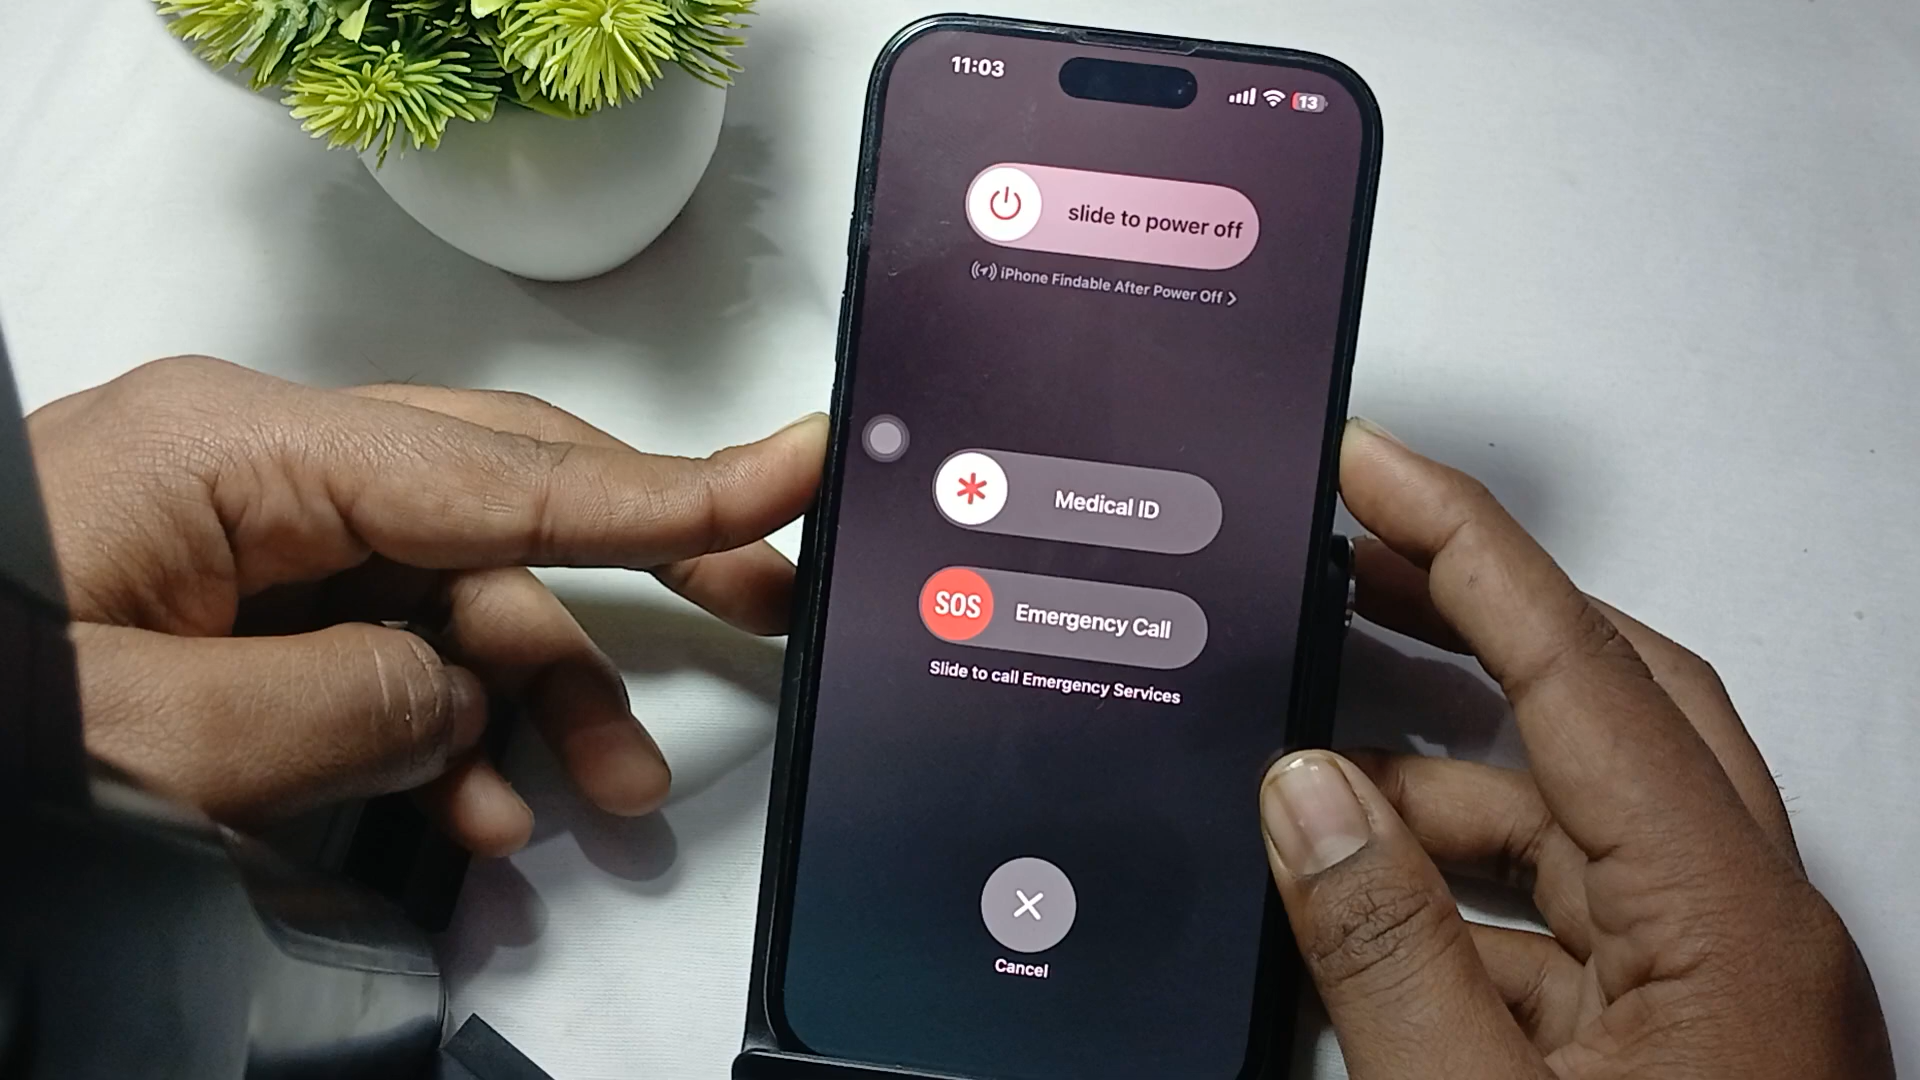 11:03
13
slide to power off
iPhone Findable After Power Off
Medical ID
SOS
Emergency Call
Slide to call Emergency Services
Cancel